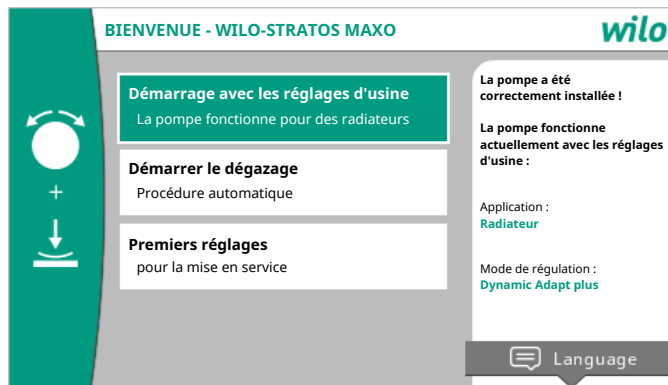 BIENVENUE - WILO-STRATOS MAXO
wilo
Démarrage avec les réglages d'usine
La pompe fonctionne pour des radiateurs
Démarrer le dégazage
Procédure automatique
Premiers réglages
pour la mise en service
La pompe a été
correctement installée !
La pompe fonctionne
actuellement avec les réglages
d'usine :
Application :
Radiateur
Mode de régulation :
Dynamic Adapt plus
Language